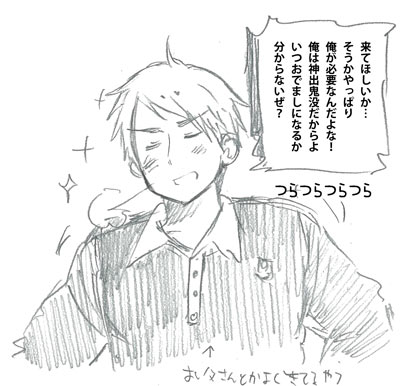 来てほしいか…
そうかやっぱり
俺が必要なんだよな！
俺は神出鬼没だからよ
いつおでましになるか
分からないぜ？
つらつらつらつら
お父さんとかよくきてるやつ